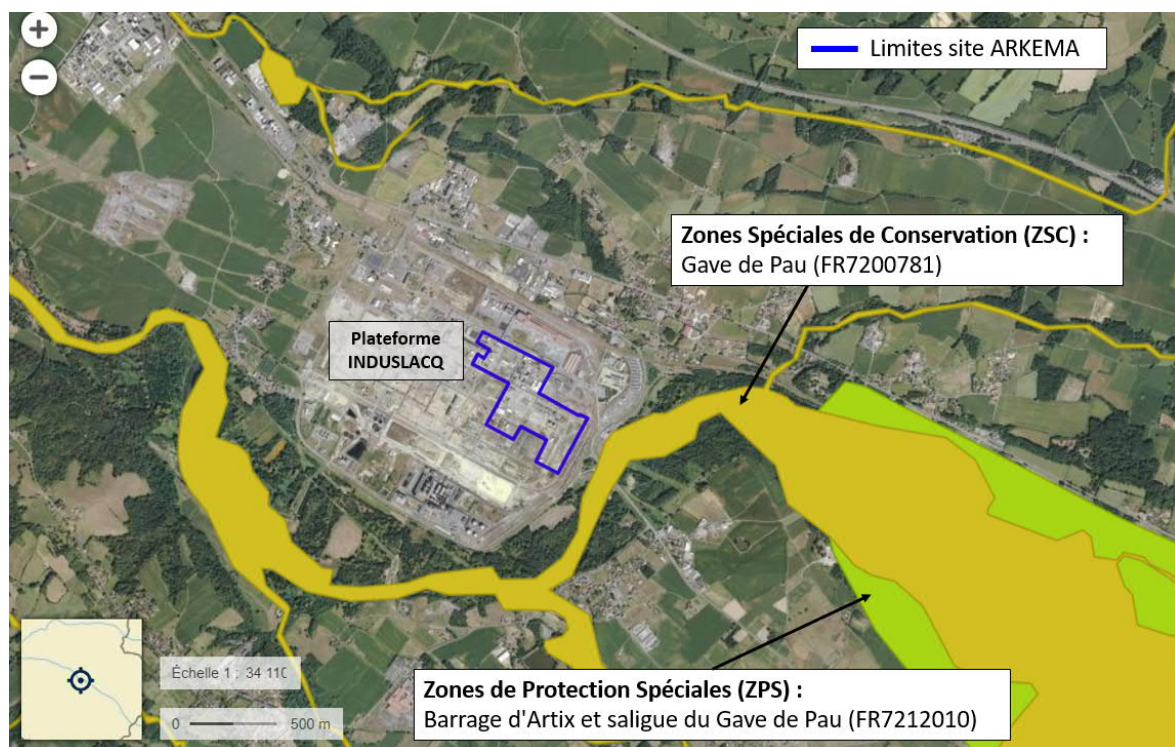 Limites site ARKEMA
Zones Spéciales de Conservation (ZSC) :
Gave de Pau (FR7200781)
Plateforme
INDUSLACQ
Échelle 1 : 34 110
0 500 m
Zones de Protection Spéciales (ZPS) :
Barrage d'Artix et saligue du Gave de Pau (FR7212010)